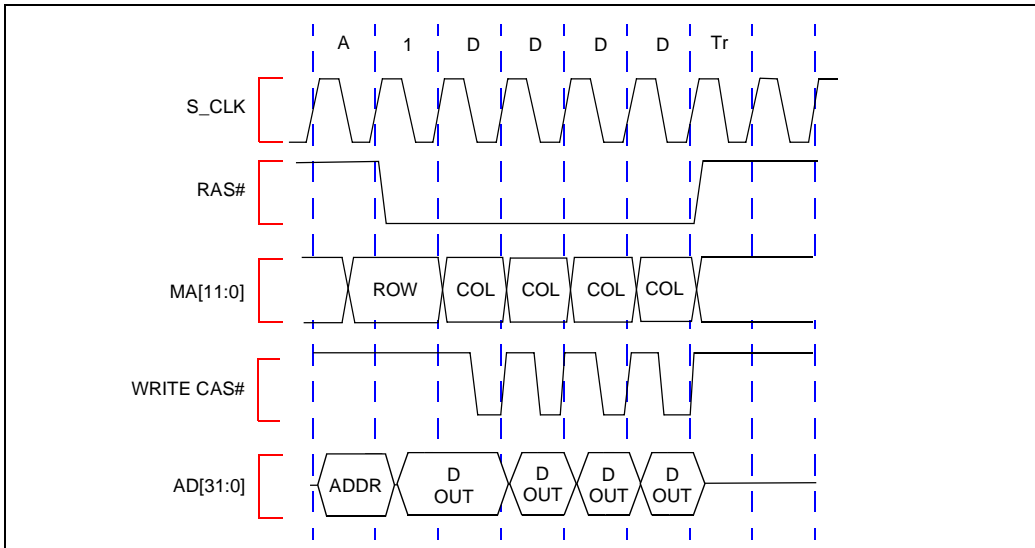 A 1 D D D D Tr
S_CLK
RAS#
MA[11:0] ROW COL COL COL COL
WRITE CAS#
AD[31:0] ADDR D OUT D OUT D OUT D OUT